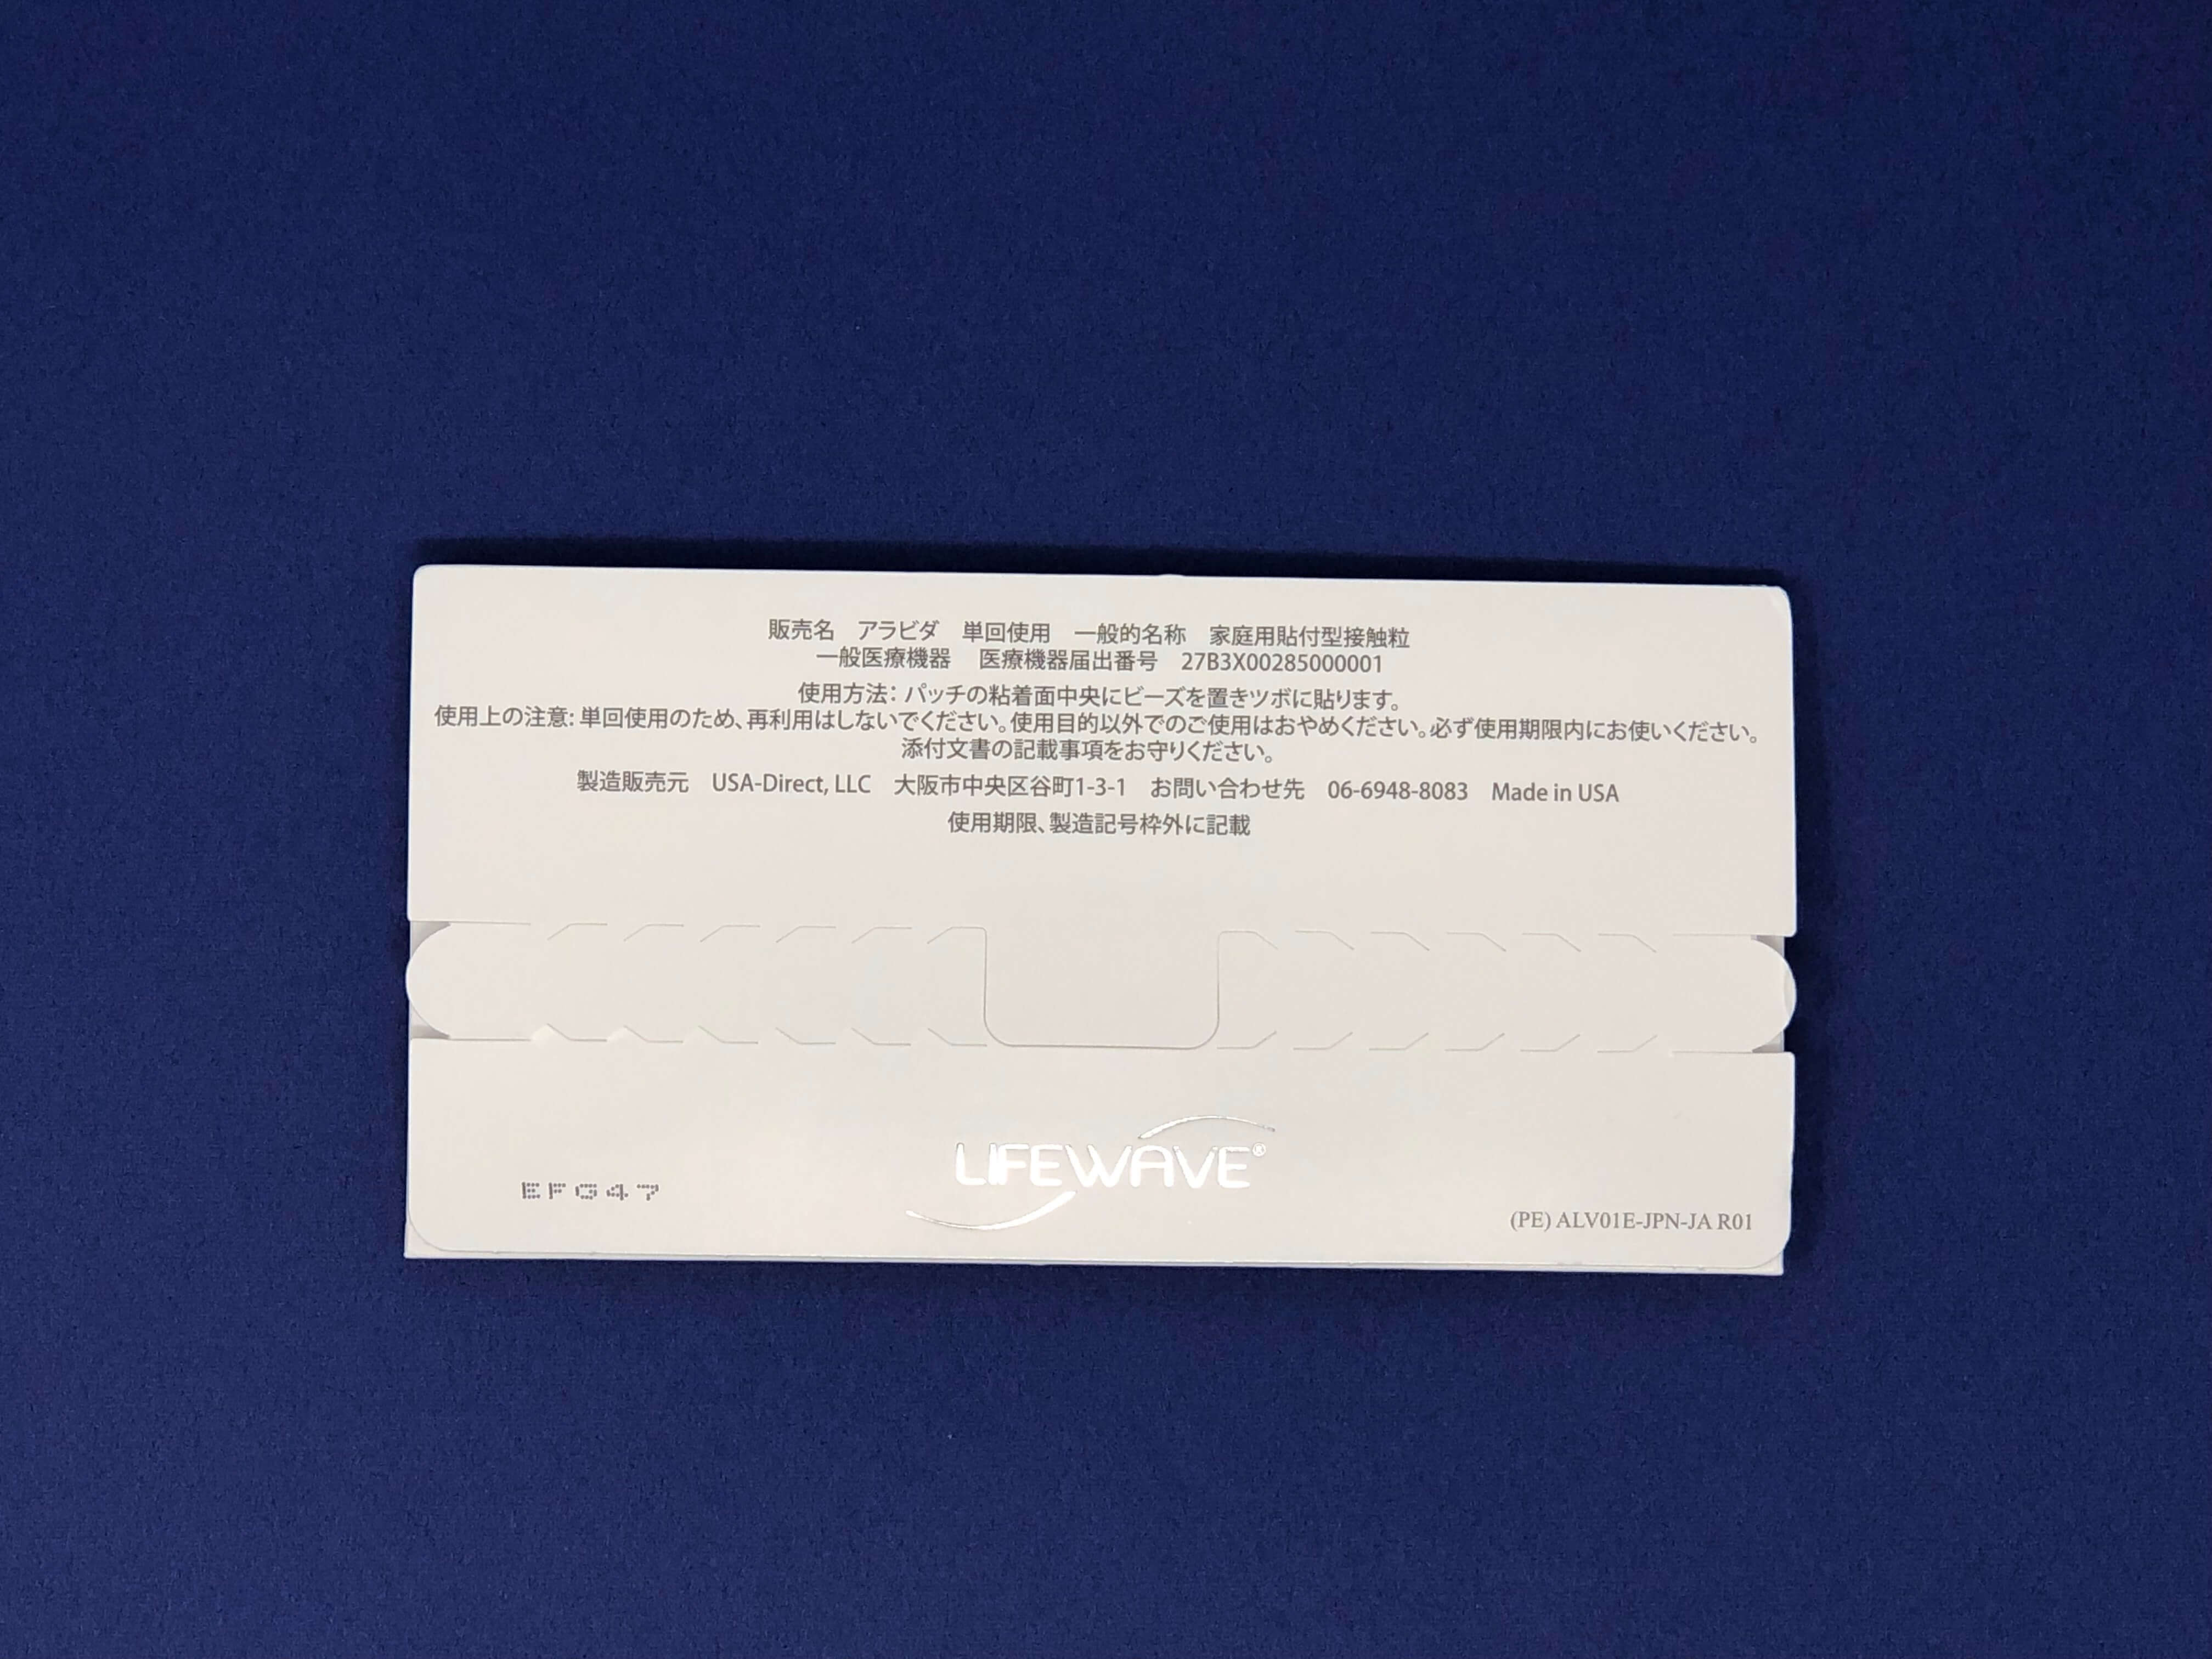 販売名　アラビダ　単回使用　一般的名称　家庭用貼付型接触粒
一般医療機器　医療機器届出番号　27B3X00285000001
使用方法：パッチの粘着面中央にビーズを置きツボに貼ります。
使用上の注意：単回使用のため、再利用はしないでください。使用目的以外でのご使用はおやめください。必ず使用期限内にお使いください。
添付文書の記載事項をお守りください。
製造販売元　USA-Direct, LLC　大阪市中央区谷町1-3-1　お問い合わせ先　06-6948-8083　Made in USA
使用期限、製造記号枠外に記載
LIFEWAVE®
EFG47
(PE) ALV01E-JPN-JA R01